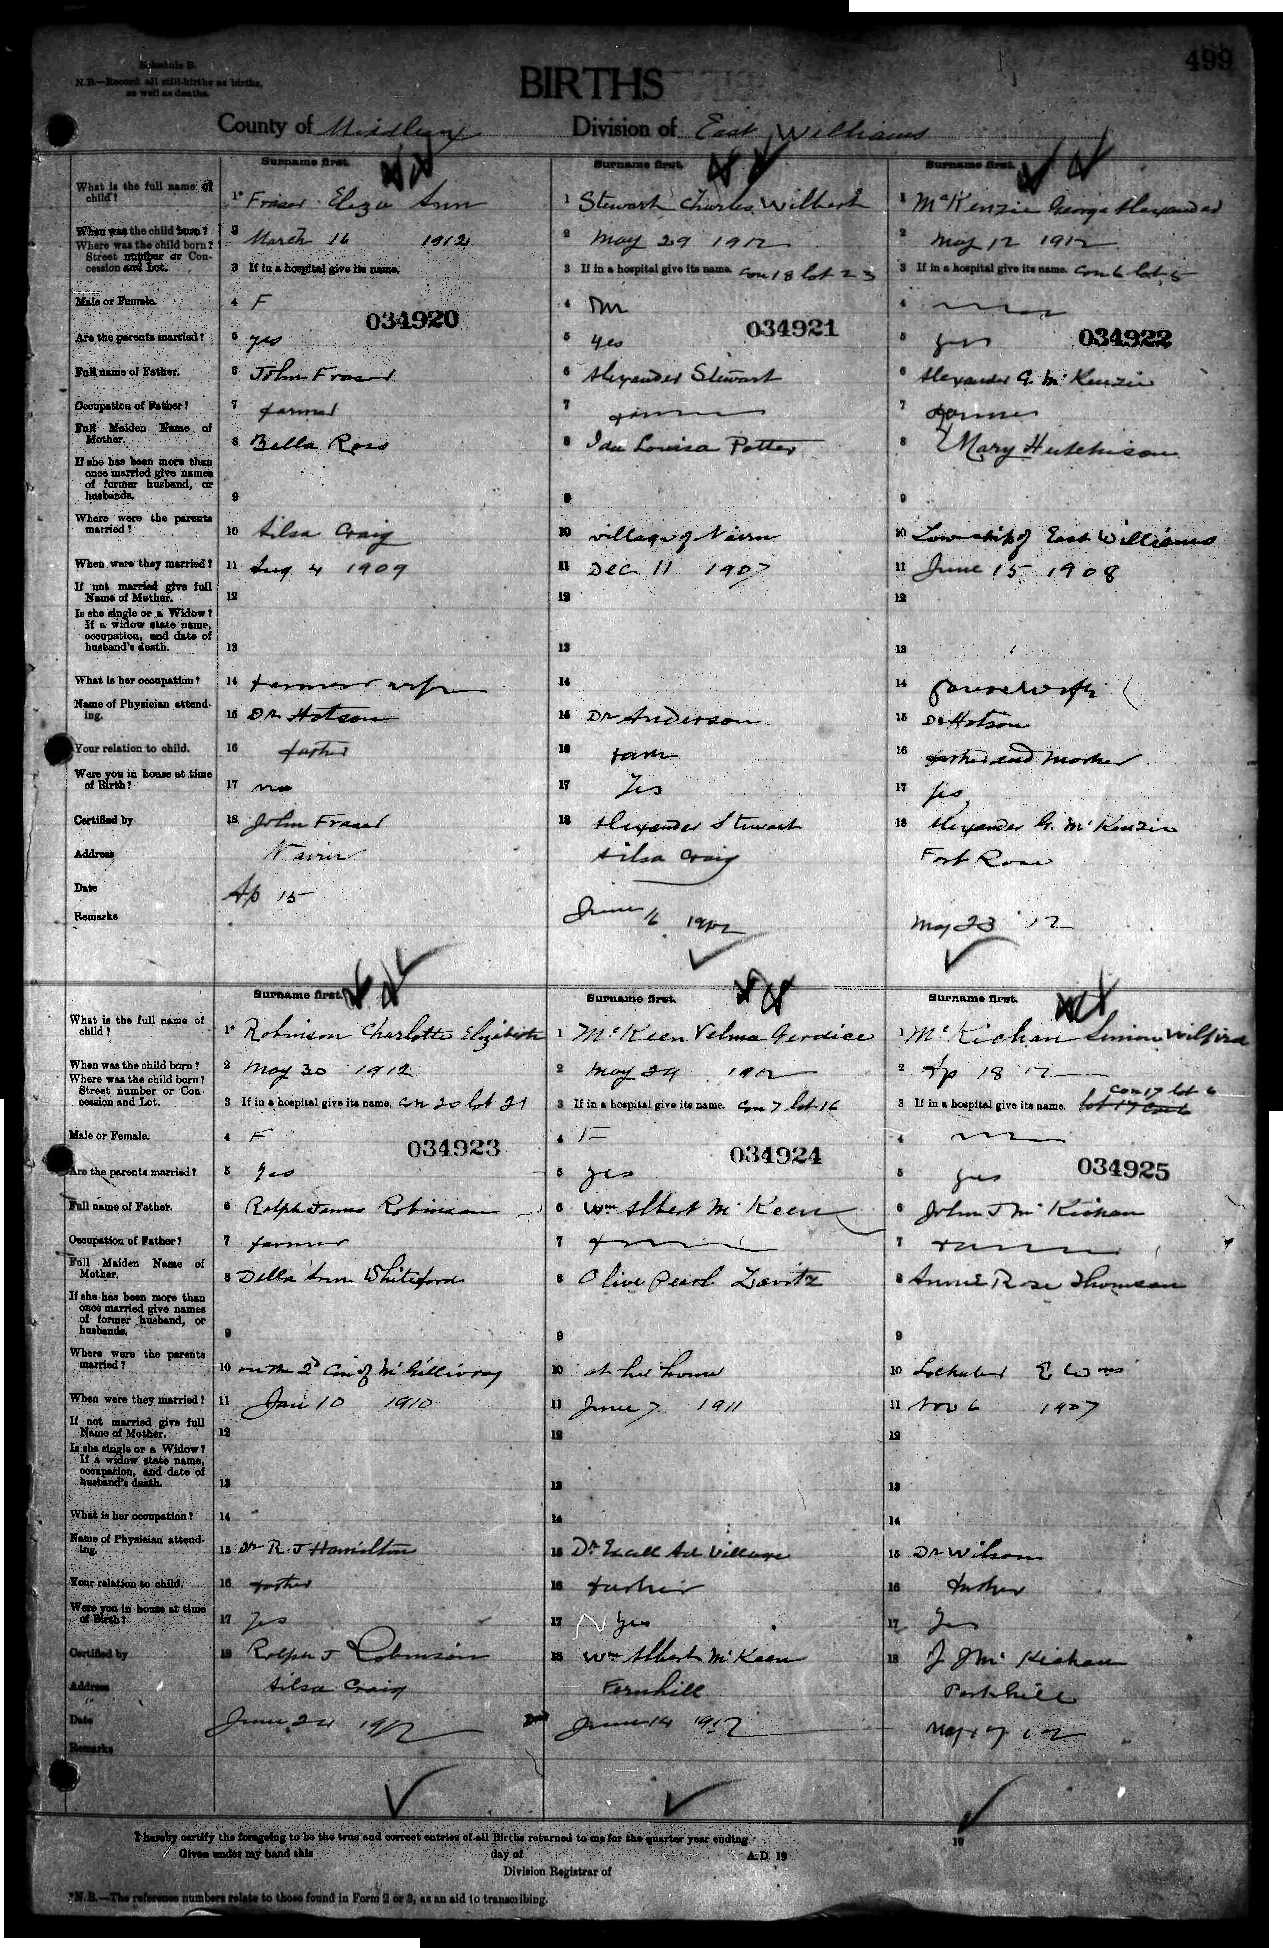 499
Schedule B.
N.B.—Record all still-births as births,
as well as deaths.
BIRTHS
County of Middlesex Division of East Williams
Surname first. Surname first. Surname first.
What is the full name of child? 1* Fraser Eliza Ann 1 Stewart Charles Wilbert 1 McKenzie George Alexander
When was the child born? 2 March 16 1912 2 May 29 1912 2 May 12 1912
Where was the child born? Street number or Concession and Lot. 3 If in a hospital give its name. 3 If in a hospital give its name. Con 18 lot 23 3 If in a hospital give its name. Con 6 lot 5
Male or Female. 4 F 4 M 4 m
034920 034921 034922
Are the parents married? 5 yes 5 yes 5 yes
Full name of Father. 6 John Fraser 6 Alexander Stewart 6 Alexander G. McKenzie
Occupation of Father? 7 farmer 7 farmer 7 farmer
Full Maiden Name of Mother. 8 Bella Ross 8 Ida Louisa Potter 8 Mary Hutchison
If she has been more than once married give names of former husband, or husbands. 9 9 9
Where were the parents married? 10 Ailsa Craig 10 village of Nairn 10 Township of East Williams
When were they married? 11 Aug 4 1909 11 Dec 11 1907 11 June 15 1908
If not married give full Name of Mother. 12 12 12
Is she single or a Widow? If a widow state name, occupation, and date of husband's death. 13 13 13
What is her occupation? 14 farmers wife 14 14 housewife
Name of Physician attending. 15 Dr Hotson 15 Dr Anderson 15 Dr Hotson
Your relation to child. 16 father 16 16 father and mother
Were you in house at time of Birth? 17 no 17 Yes 17 yes
Certified by 18 John Fraser 18 Alexander Stewart 18 Alexander G. McKenzie
Address Nairn Ailsa Craig Fort Rose
Date Ap 15 June 16 1912 May 23 12
Remarks
Surname first. Surname first. Surname first.
What is the full name of child? 1* Robinson Charlotte Elizabeth 1 McKeen Velma 1 McKichan Simon Wilfird
When was the child born? 2 May 30 1912 2 May 24 1912 2 Ap 18 12
Where was the child born? Street number or Concession and Lot. 3 If in a hospital give its name. Con 20 lot 21 3 If in a hospital give its name. Con 7 lot 16 3 If in a hospital give its name. lot 17 Con 6 Con 17 lot 6
Male or Female. 4 F 4 F 4 m
034923 034924 034925
Are the parents married? 5 Yes 5 yes 5 yes
Full name of Father. 6 Ralph James Robinson 6 Wm Albert McKeen 6 John J McKichan
Occupation of Father? 7 farmer 7 farmer 7 farmer
Full Maiden Name of Mother. 8 Della Ann Whiteford 8 Olive Pearl Zavitz 8 Annie Rose Thomson
If she has been more than once married give names of former husband, or husbands. 9 9 9
Where were the parents married? 10 on the 2d Con of McGillivray 10 at her home 10 Lochaber E Wms
When were they married? 11 Jan 10 1910 11 June 7 1911 11 Nov 6 1907
If not married give full Name of Mother. 12 12 12
Is she single or a Widow? If a widow state name, occupation, and date of husband's death. 13 13 13
What is her occupation? 14 14 14
Name of Physician attending. 15 Dr R J Hamilton 15 Dr 15 Dr Wilson
Your relation to child. 16 father 16 father 16 father
Were you in house at time of Birth? 17 yes 17 yes 17 yes
Certified by 18 Ralph J Robinson 18 Wm Albert McKeen 18 J J McKichan
Address Ailsa Craig Fernhill Parkhill
Date June 24 1912 June 14 1912 May 17 12
Remarks
I hereby certify the foregoing to be the true and correct entries of all Births returned to me for the quarter year ending 19
Given under my hand this day of A.D. 19
Division Registrar of
*N.B.—The reference numbers relate to those found in Form 2 or 3, as an aid to transcribing.